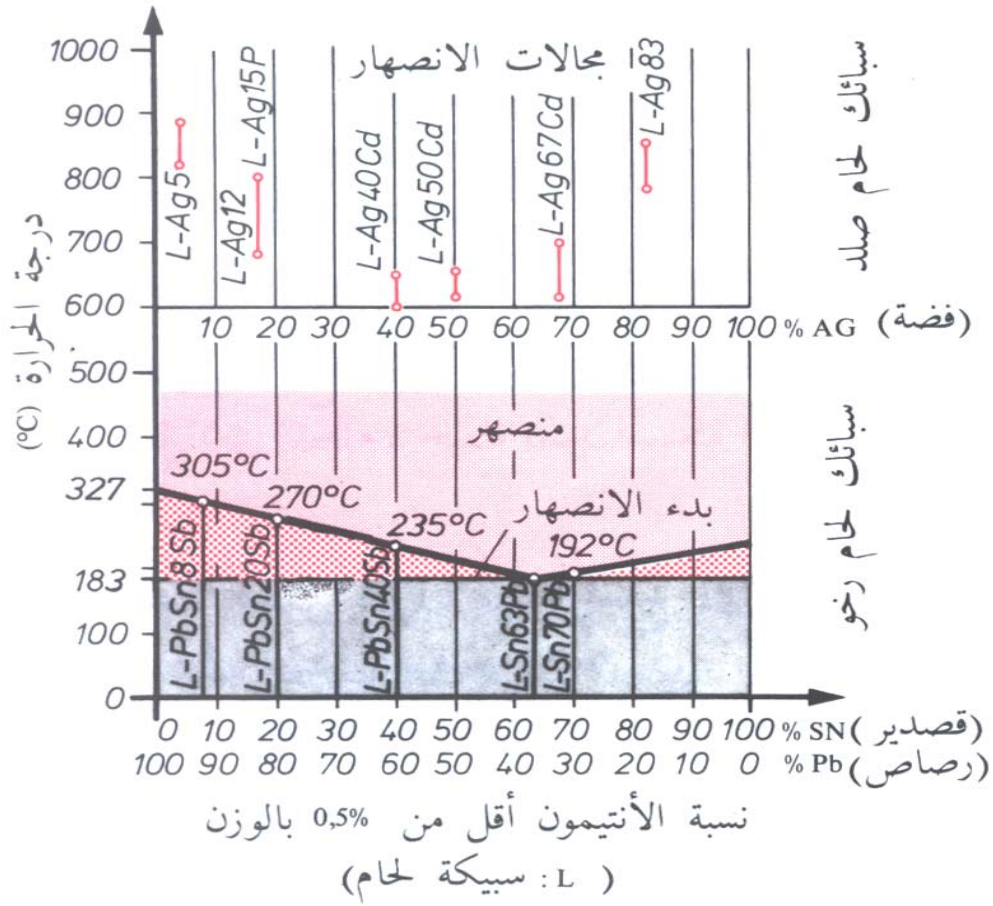 مجالات الانصهار
سبائك لحام صلد
درجة الحرارة (°C)
1000
900
800
700
600
L-Ag5
L-Ag12
L-Ag15P
L-Ag40Cd
L-Ag50Cd
L-Ag67Cd
L-Ag83
10 20 30 40 50 60 70 80 90 100 % AG (فضة)
500
400
327
183
100
0
منصهر
بدء الانصهار
305°C
270°C
235°C
192°C
سبائك لحام رخو
L-PbSn8Sb
L-PbSn20Sb
L-PbSn40Sb
L-Sn63Pb
L-Sn70Pb
0 10 20 30 40 50 60 70 80 90 100 % SN (قصدير)
100 90 80 70 60 50 40 30 20 10 0 % Pb (رصاص)
نسبة الأنتيمون أقل من 0,5% بالوزن
(L : سبيكة لحام)